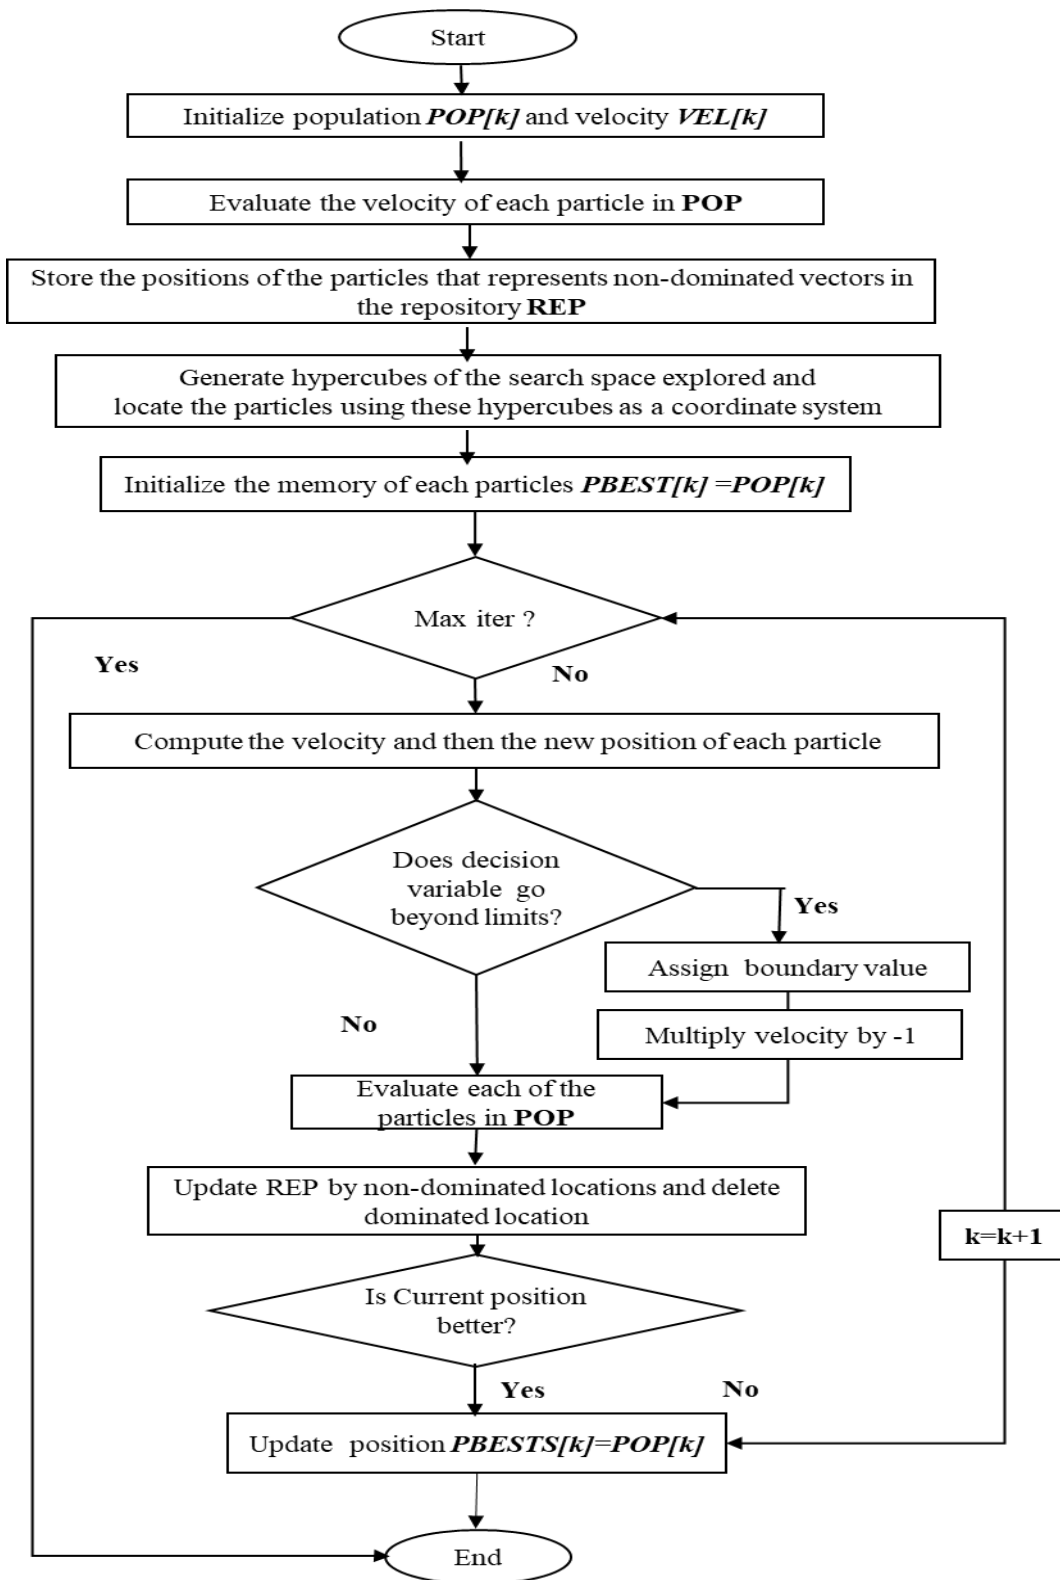 Start
Initialize population POP[k] and velocity VEL[k]
Evaluate the velocity of each particle in POP
Store the positions of the particles that represents non-dominated vectors in
the repository REP
Generate hypercubes of the search space explored and
locate the particles using these hypercubes as a coordinate system
Initialize the memory of each particles PBEST[k] =POP[k]
Max iter ?
Yes
No
Compute the velocity and then the new position of each particle
Does decision
variable go
beyond limits?
Yes
Assign boundary value
No
Multiply velocity by -1
Evaluate each of the
particles in POP
Update REP by non-dominated locations and delete
dominated location
k=k+1
Is Current position
better?
Yes
No
Update position PBESTS[k]=POP[k]
End